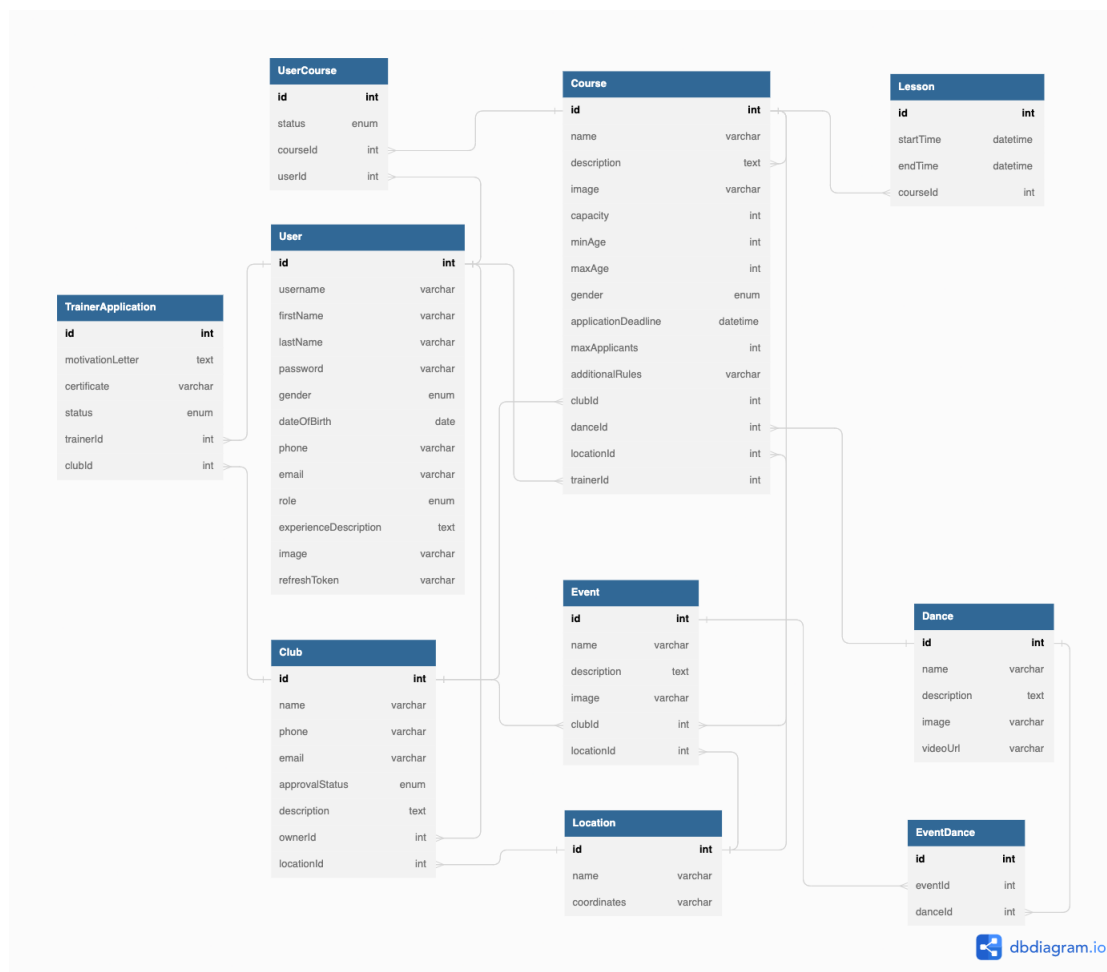 UserCourse
id int
status enum
courseId int
userId int
Course
id int
name varchar
description text
image varchar
capacity int
minAge int
maxAge int
gender enum
applicationDeadline datetime
maxApplicants int
additionalRules varchar
clubId int
danceId int
locationId int
trainerId int
Lesson
id int
startTime datetime
endTime datetime
courseId int
User
id int
username varchar
firstName varchar
lastName varchar
password varchar
gender enum
dateOfBirth date
phone varchar
email varchar
role enum
experienceDescription text
image varchar
refreshToken varchar
TrainerApplication
id int
motivationLetter text
certificate varchar
status enum
trainerId int
clubId int
Event
id int
name varchar
description text
image varchar
clubId int
locationId int
Dance
id int
name varchar
description text
image varchar
videoUrl varchar
Club
id int
name varchar
phone varchar
email varchar
approvalStatus enum
description text
ownerId int
locationId int
Location
id int
name varchar
coordinates varchar
EventDance
id int
eventId int
danceId int
dbdiagram.io